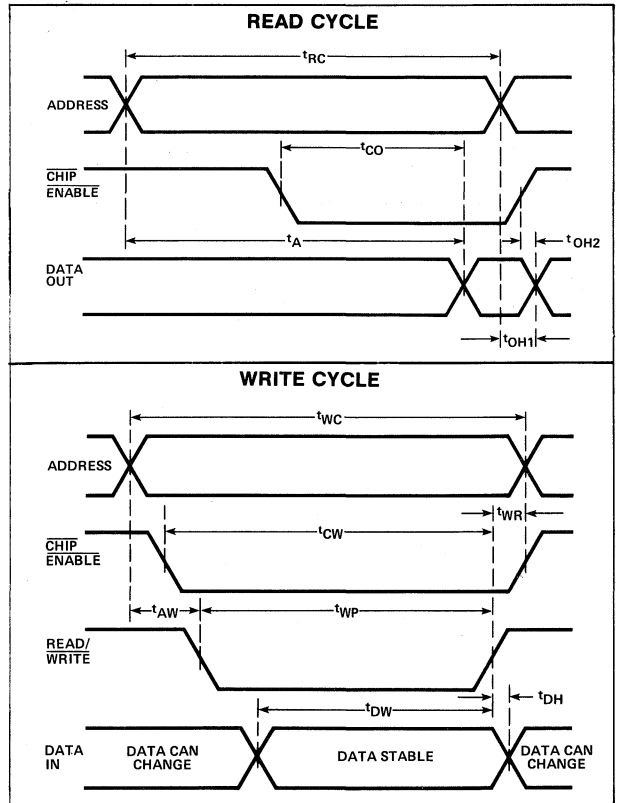 READ CYCLE
tRC
ADDRESS
tCO
CHIP
ENABLE
tA
tOH2
DATA
OUT
tOH1
WRITE CYCLE
tWC
ADDRESS
tWR
tCW
CHIP
ENABLE
tAW
tWP
READ/
WRITE
tDH
tDW
DATA
IN
DATA CAN
CHANGE
DATA STABLE
DATA CAN
CHANGE